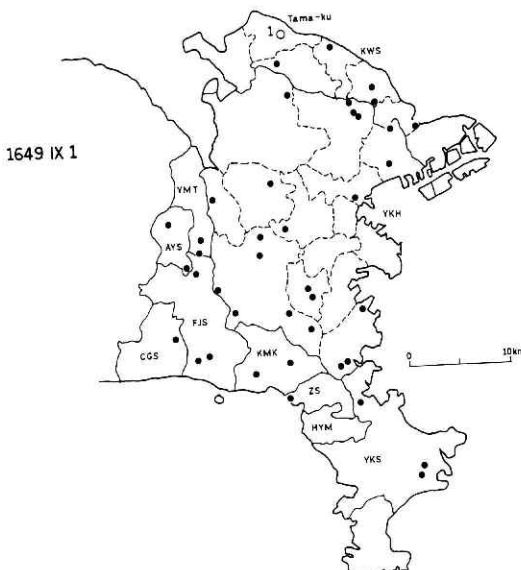 Tama-ku
1
KWS
1649 IX 1
YMT
YKH
AYS
FJS
CGS
KMK
0 10km
ZS
HYM
YKS